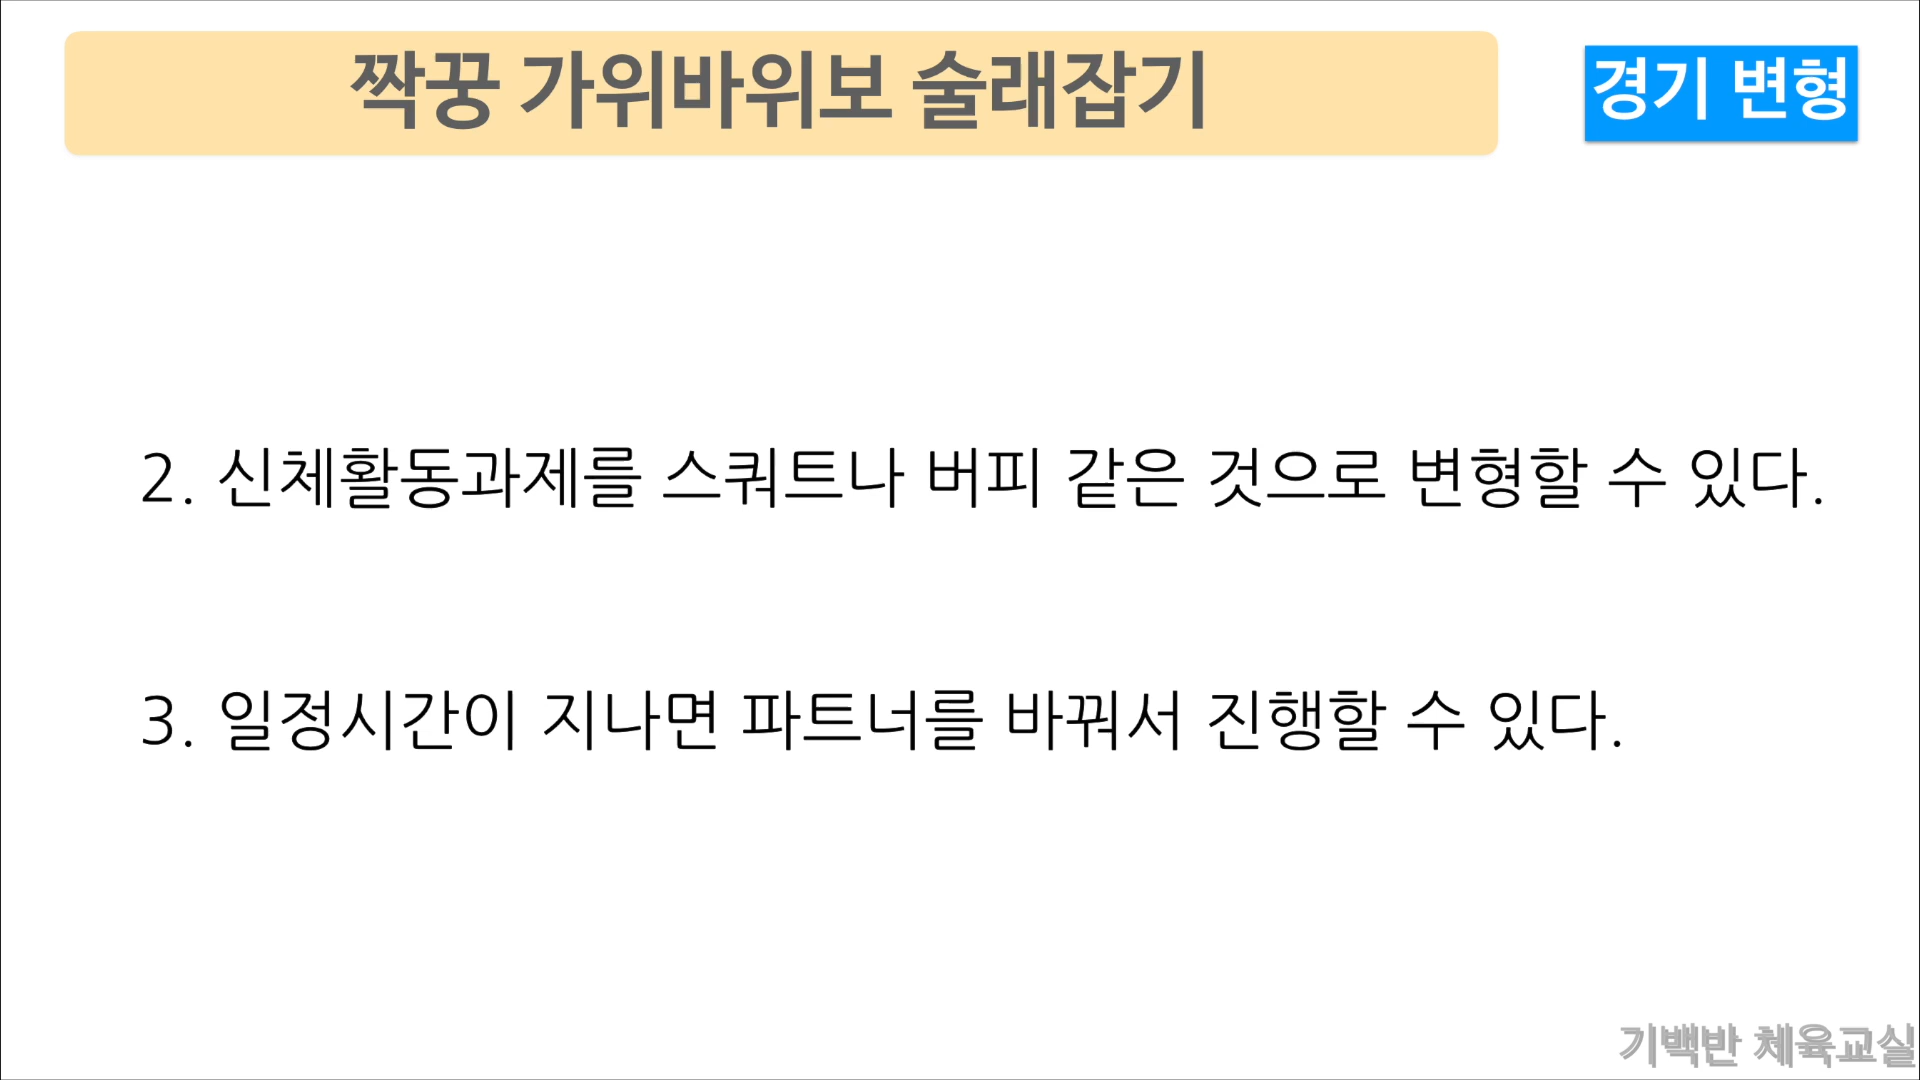 짝꿍 가위바위보 술래잡기
경기 변형
2. 신체활동과제를 스쿼트나 버피 같은 것으로 변형할 수 있다.
3. 일정시간이 지나면 파트너를 바꿔서 진행할 수 있다.
기백반 체육교실